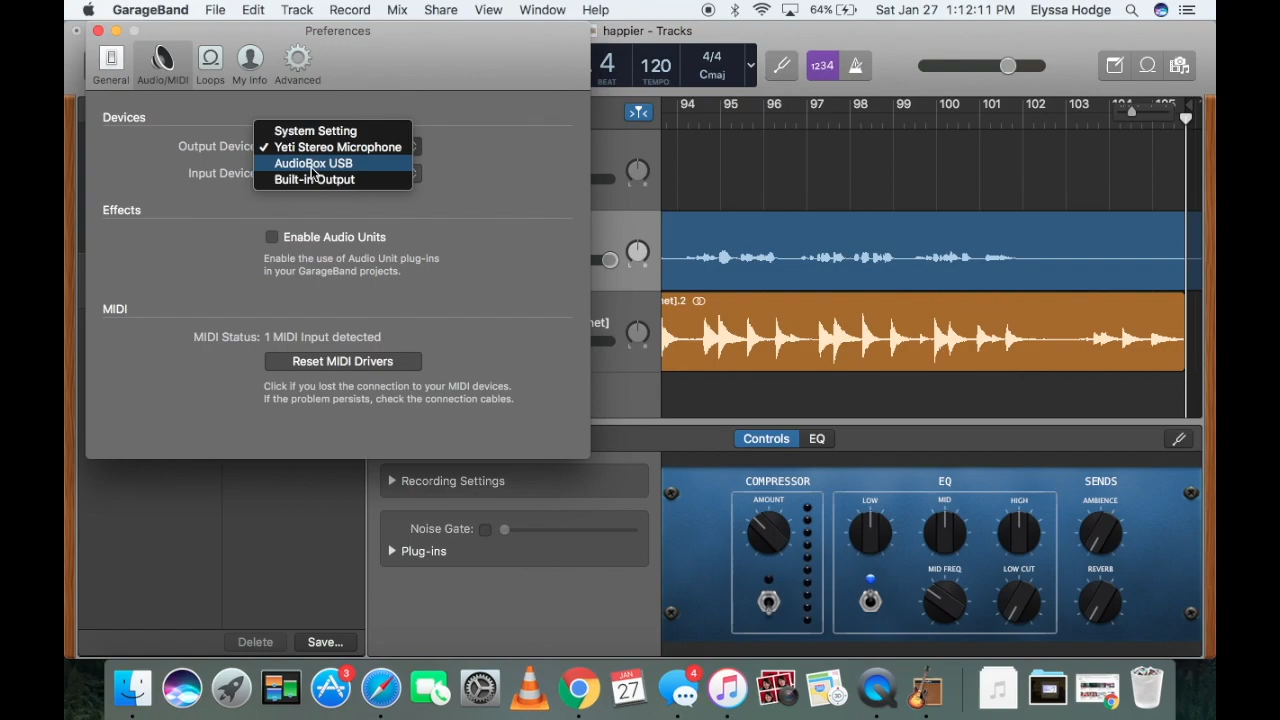 GarageBand File Edit Track Record Mix Share View Window Help 64% Sat Jan 27 1:12:11 PM Elyssa Hodge
Preferences
happier - Tracks
General Audio/MIDI Loops My Info Advanced
4
BEAT
120
TEMPO
4/4
Cmaj
1234
94 95 96 97 98 99 100 101 102 103
Devices
Output Device
Input Device
System Setting
✓ Yeti Stereo Microphone
AudioBox USB
Built-in Output
L R
Effects
Enable Audio Units
Enable the use of Audio Unit plug-ins
in your GarageBand projects.
L R
MIDI
MIDI Status: 1 MIDI Input detected
Reset MIDI Drivers
Click if you lost the connection to your MIDI devices.
If the problem persists, check the connection cables.
et].2
net]
L R
Controls EQ
Recording Settings
Noise Gate:
Plug-ins
COMPRESSOR
AMOUNT
EQ
LOW MID HIGH
MID FREQ LOW CUT
SENDS
AMBIENCE
REVERB
Delete Save...
3
JAN
27
4